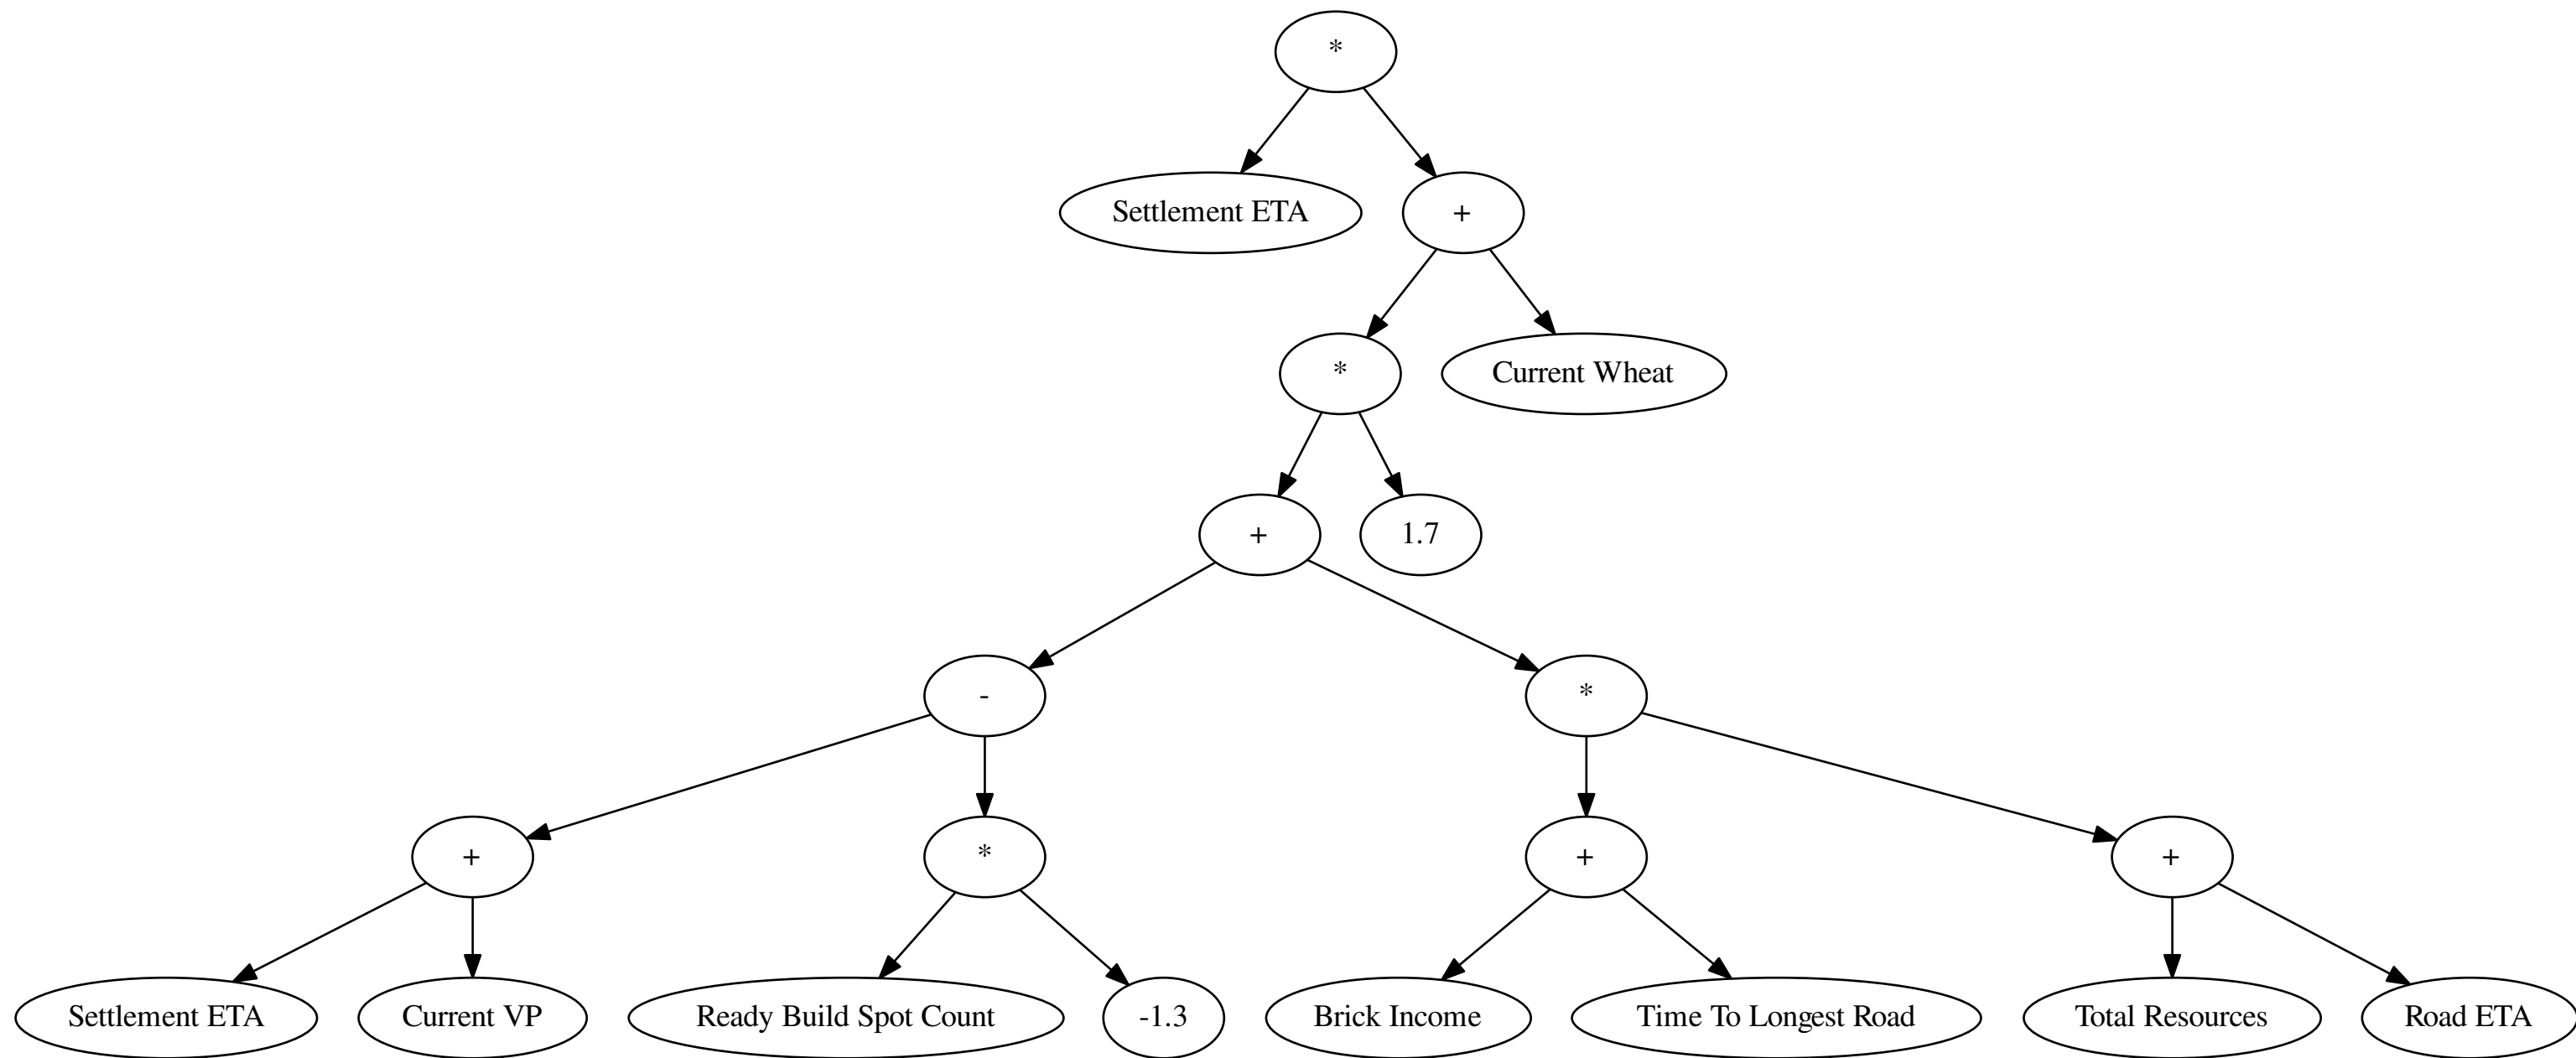 *
Settlement ETA
+
*
Current Wheat
+
1.7
-
*
+
*
+
+
Settlement ETA
Current VP
Ready Build Spot Count
-1.3
Brick Income
Time To Longest Road
Total Resources
Road ETA